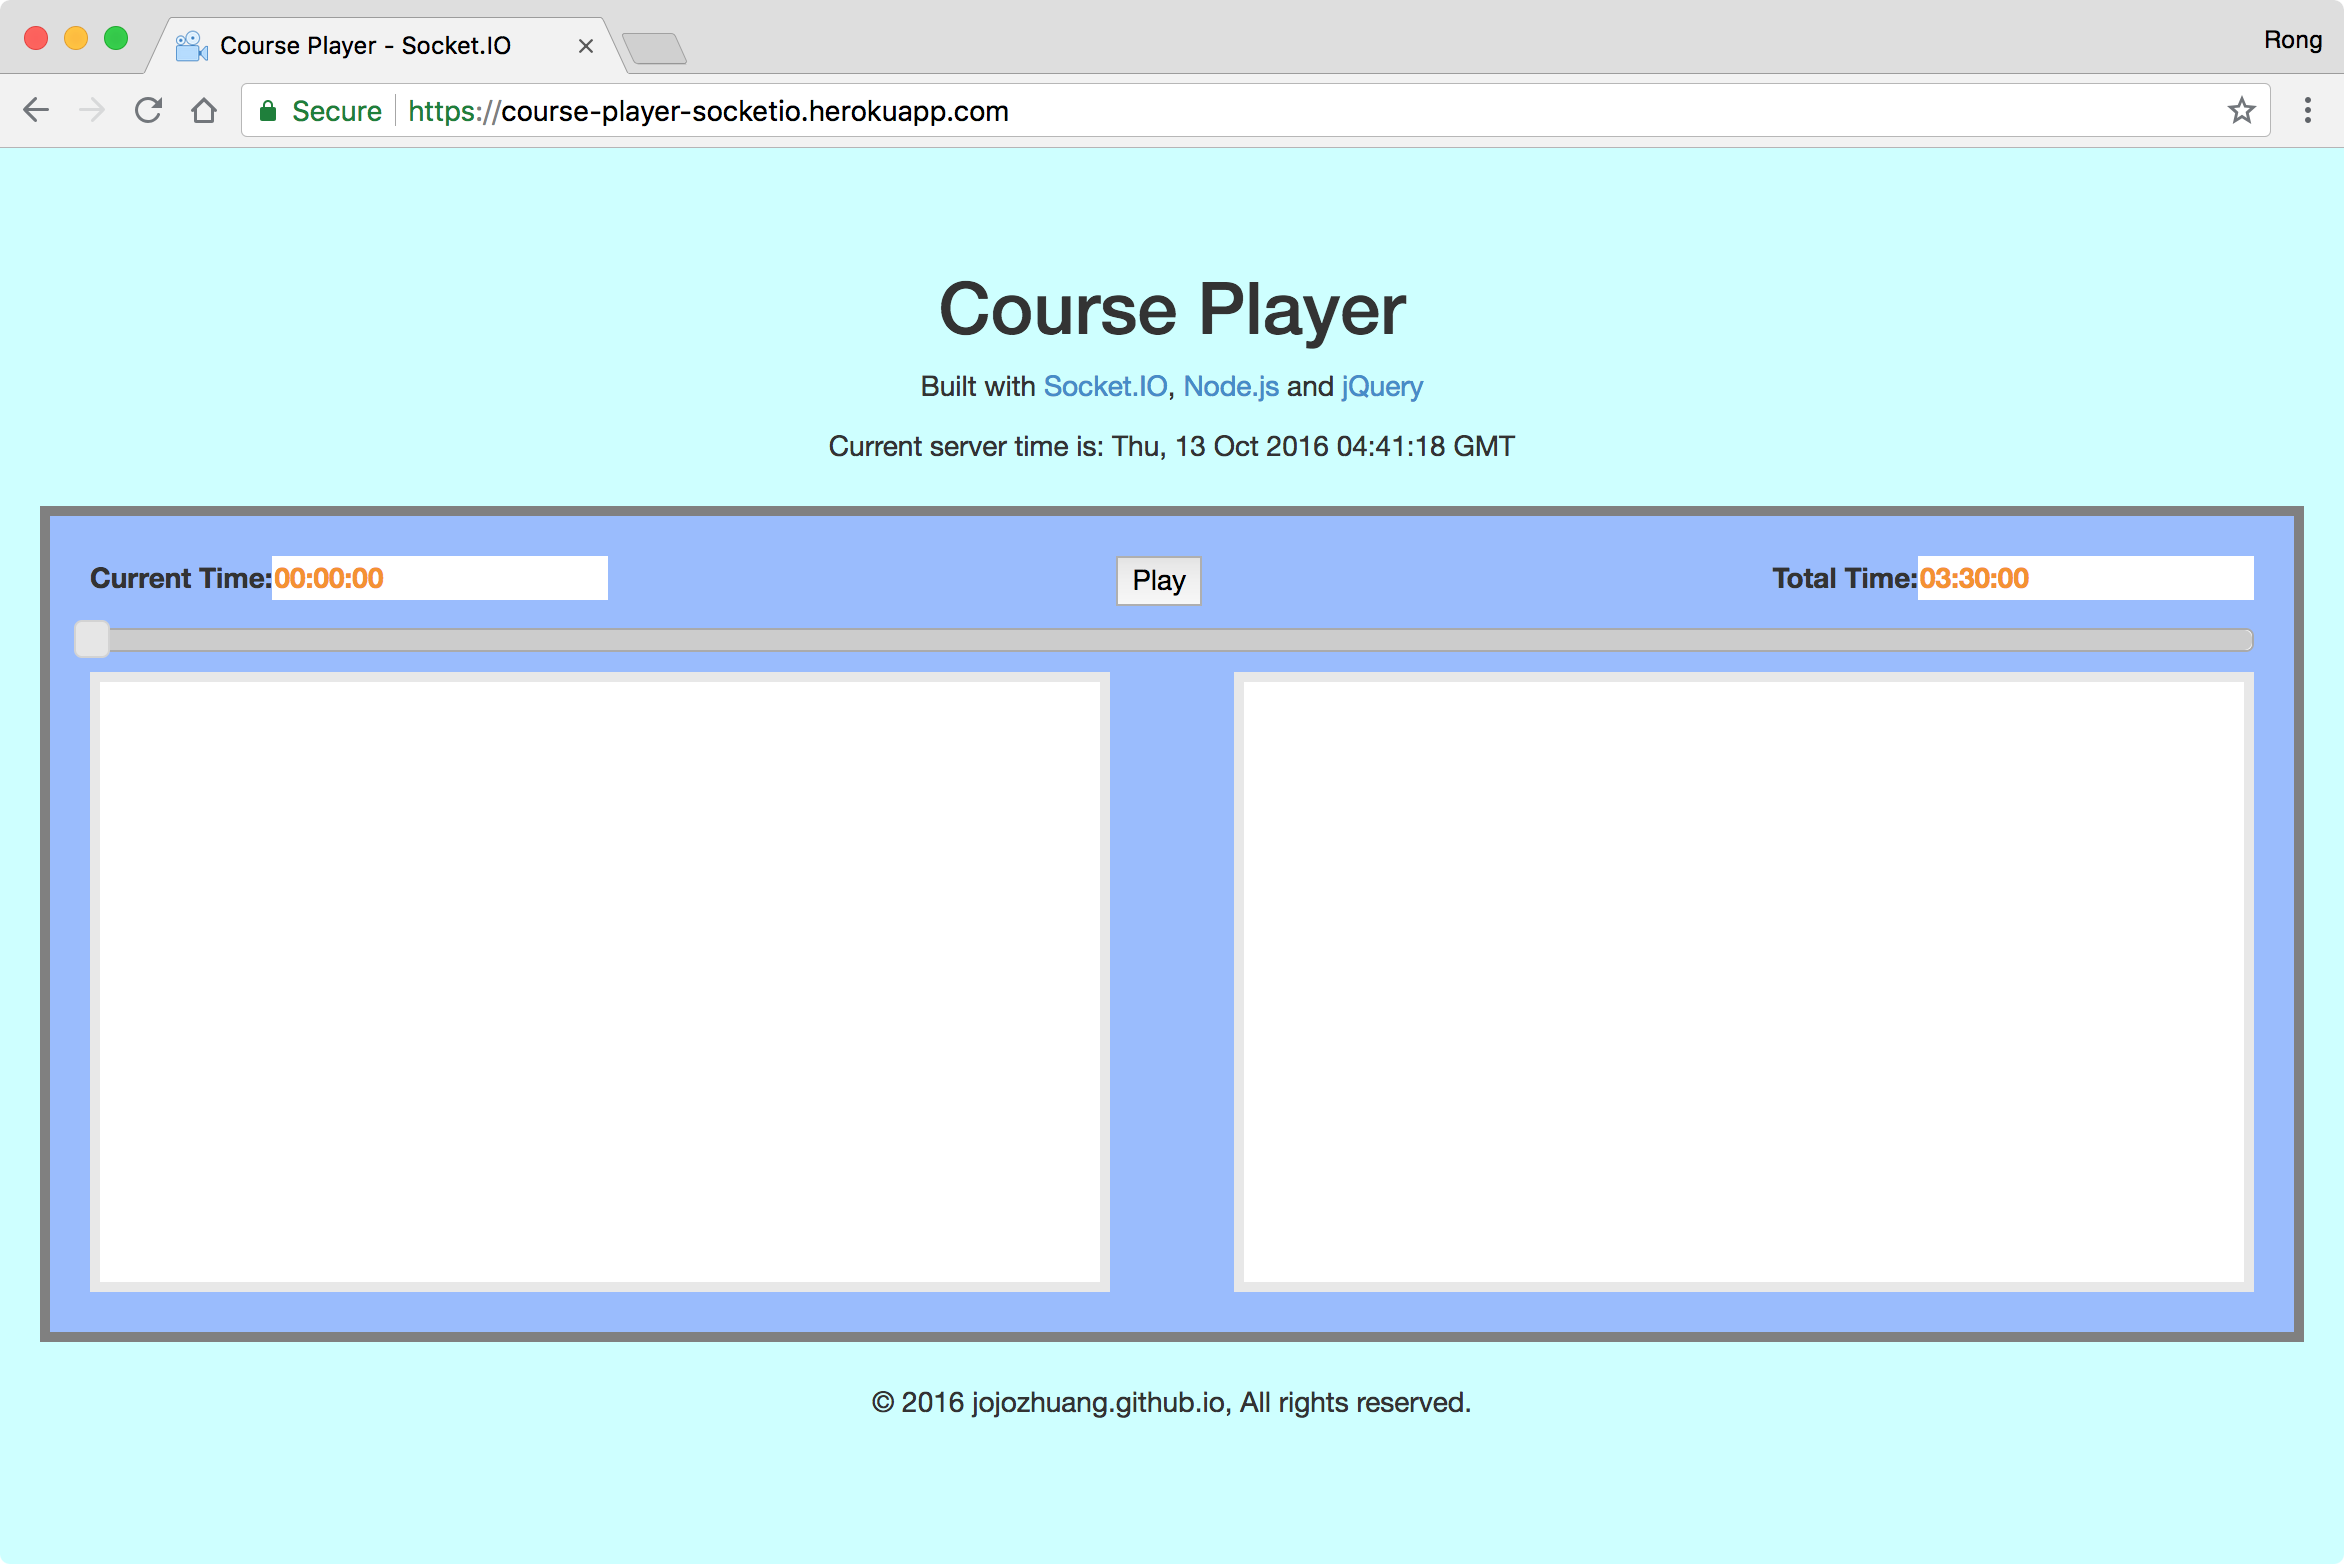 Course Player - Socket.IO
Rong
Secure https://course-player-socketio.herokuapp.com
Course Player
Built with Socket.IO, Node.js and jQuery
Current server time is: Thu, 13 Oct 2016 04:41:18 GMT
Current Time:00:00:00 Play Total Time:03:30:00
© 2016 jojozhuang.github.io, All rights reserved.